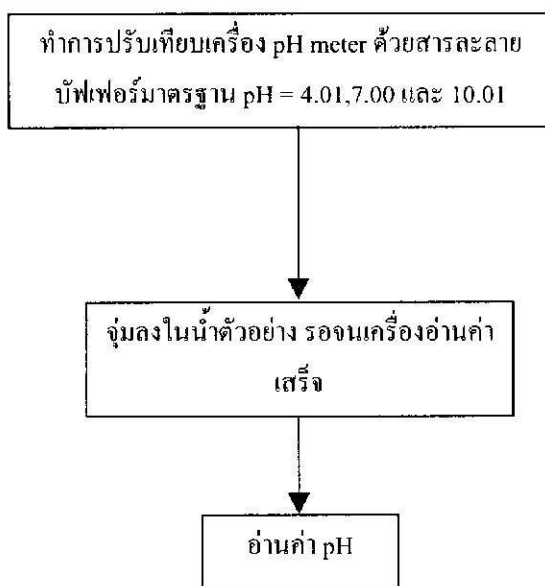 ทำการปรับเทียบเครื่อง pH meter ด้วยสารละลาย
บัฟเฟอร์มาตรฐาน pH = 4.01,7.00 และ 10.01
จุ่มลงในน้ำตัวอย่าง รอจนเครื่องอ่านค่า
เสร็จ
อ่านค่า pH